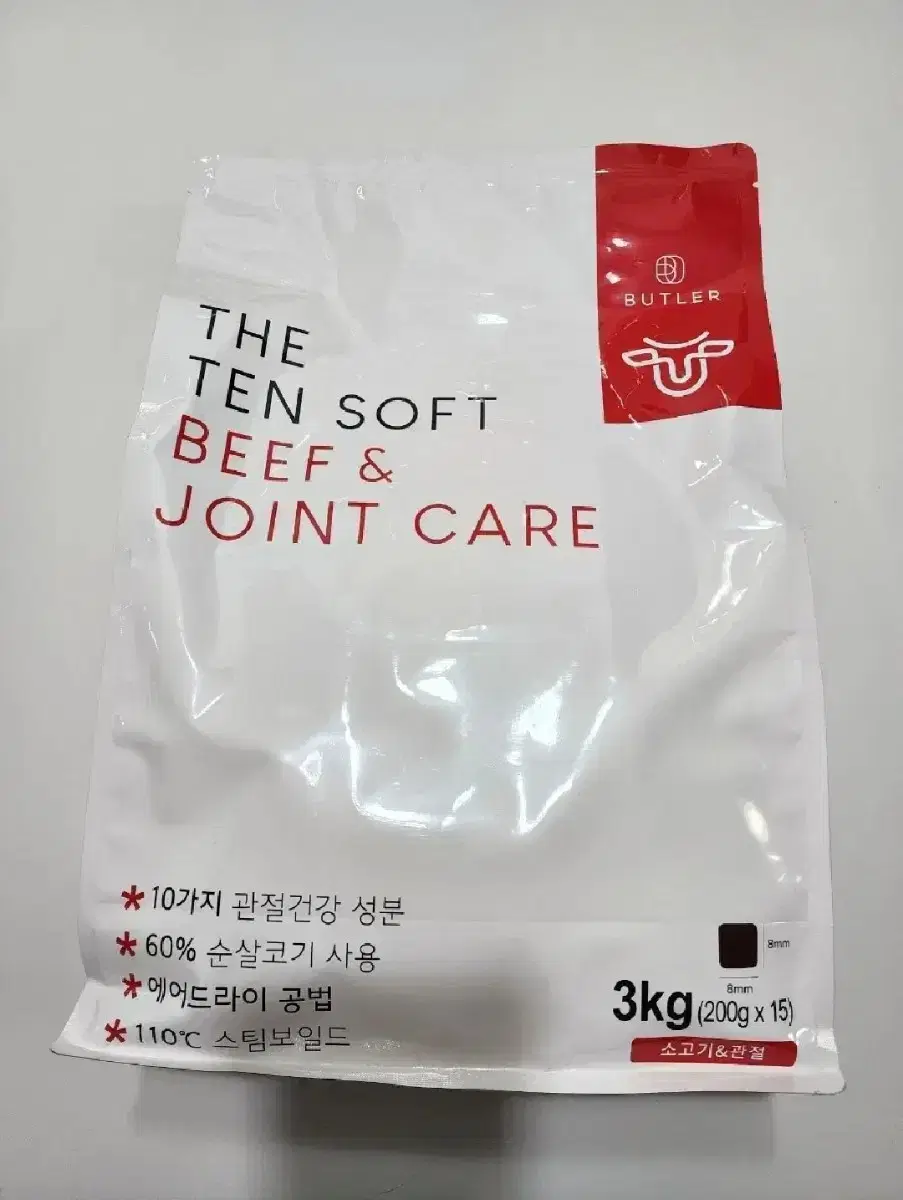 BUTLER
THE
TEN SOFT
BEEF &
JOINT CARE
* 10가지 관절건강 성분
* 60% 순살코기 사용
* 에어드라이 공법
* 110℃ 스팀보일드
8mm
8mm
3kg (200g x 15)
소고기&관절